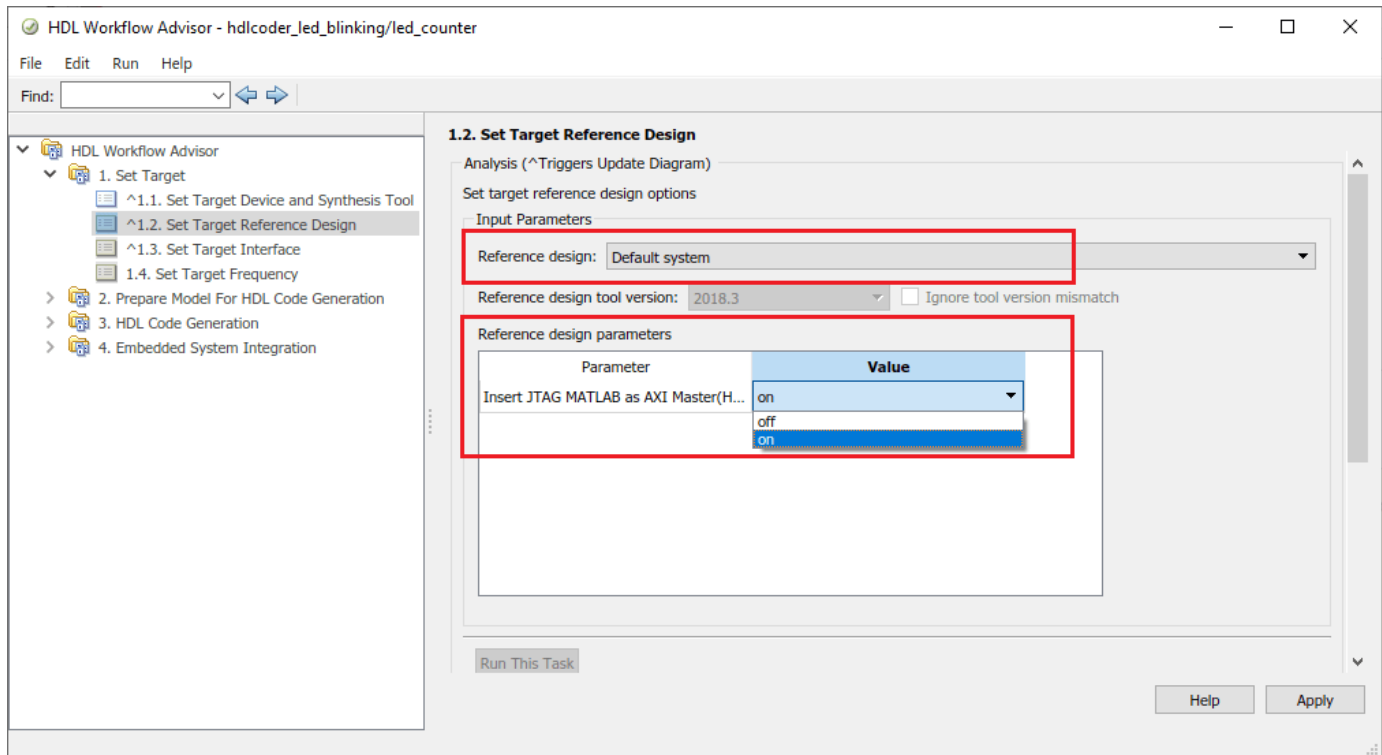 HDL Workflow Advisor - hdlcoder_led_blinking/led_counter
File Edit Run Help
Find:
HDL Workflow Advisor
1. Set Target
^1.1. Set Target Device and Synthesis Tool
^1.2. Set Target Reference Design
^1.3. Set Target Interface
1.4. Set Target Frequency
2. Prepare Model For HDL Code Generation
3. HDL Code Generation
4. Embedded System Integration
1.2. Set Target Reference Design
Analysis (^Triggers Update Diagram)
Set target reference design options
Input Parameters
Reference design: Default system
Reference design tool version: 2018.3 Ignore tool version mismatch
Reference design parameters
Parameter Value
Insert JTAG MATLAB as AXI Master(H... on
off
on
Run This Task
Help Apply